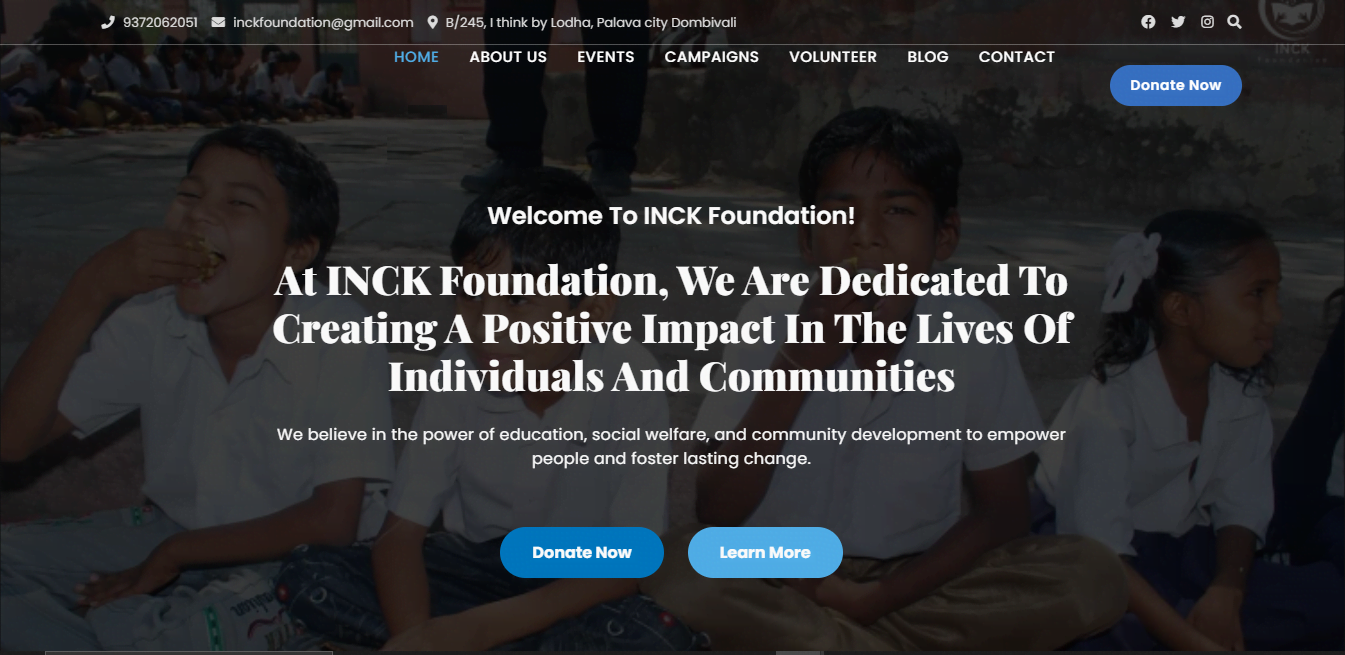 9372062051 inckfoundation@gmail.com B/245, I think by Lodha, Palava city Dombivali
INCK
Foundation
HOME ABOUT US EVENTS CAMPAIGNS VOLUNTEER BLOG CONTACT
Donate Now
Welcome To INCK Foundation!
At INCK Foundation, We Are Dedicated To
Creating A Positive Impact In The Lives Of
Individuals And Communities
We believe in the power of education, social welfare, and community development to empower
people and foster lasting change.
Donate Now Learn More